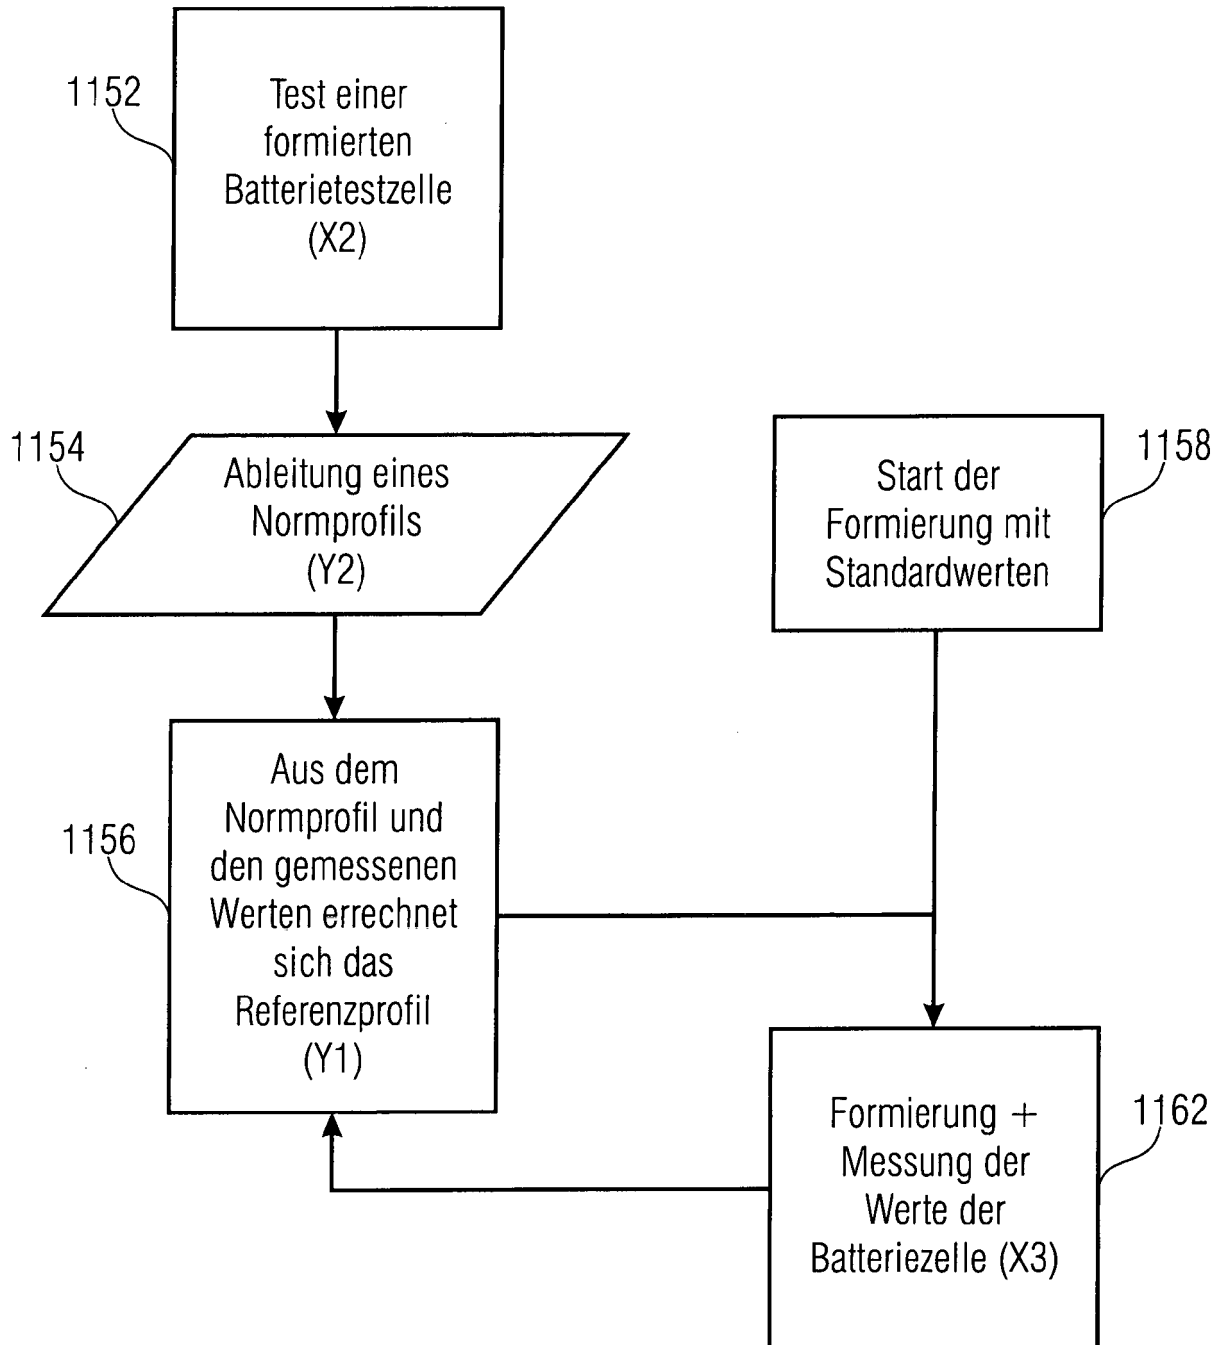 1152
Test einer
formierten
Batterietestzelle
(X2)
1154
Ableitung eines
Normprofils
(Y2)
1158
Start der
Formierung mit
Standardwerten
1156
Aus dem
Normprofil und
den gemessenen
Werten errechnet
sich das
Referenzprofil
(Y1)
1162
Formierung +
Messung der
Werte der
Batteriezelle (X3)